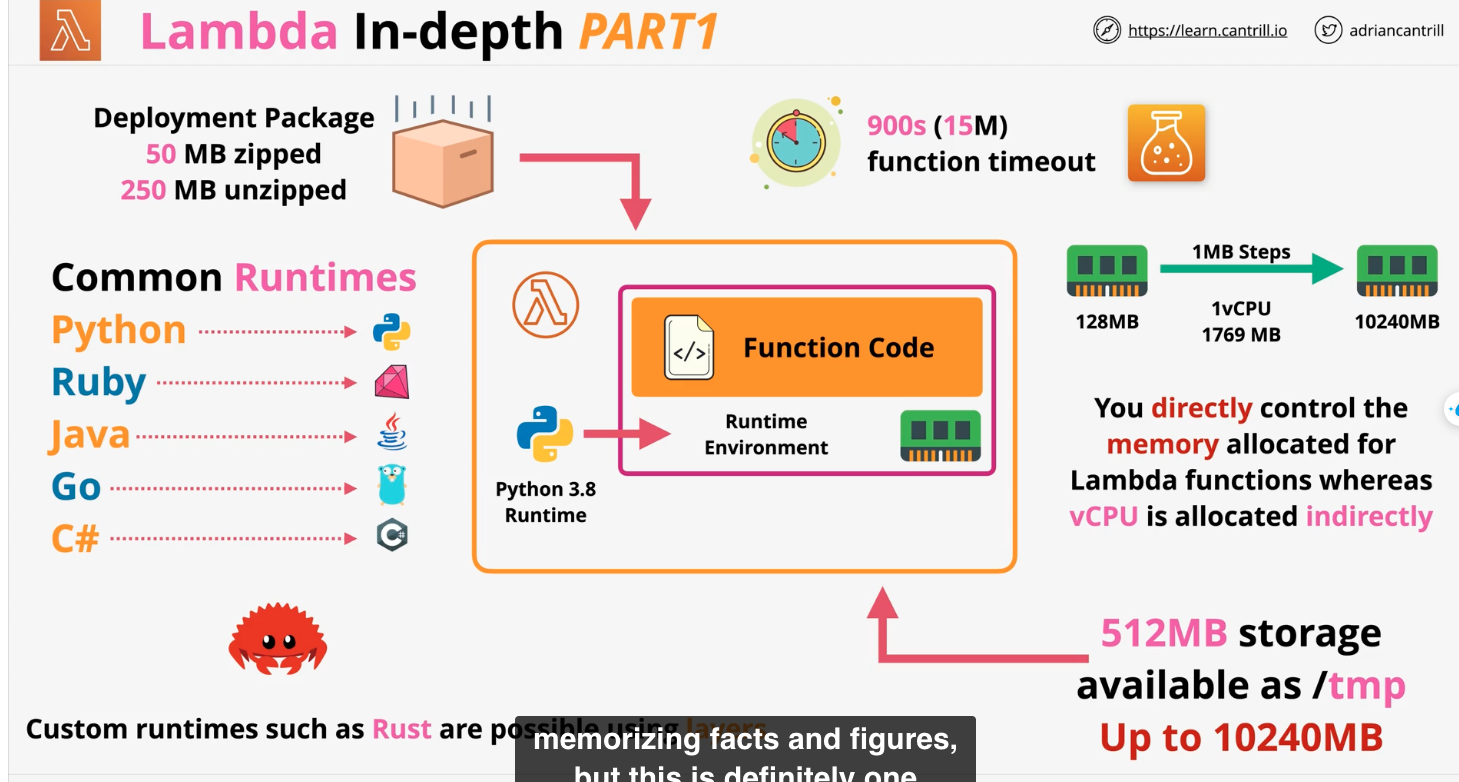 Lambda In-depth PART1
https://learn.cantrill.io
adriancantrill
Deployment Package
50 MB zipped
250 MB unzipped
900s (15M)
function timeout
Common Runtimes
Python
Ruby
Java
Go
C#
</>
Function Code
Runtime
Environment
Python 3.8
Runtime
1MB Steps
128MB
1vCPU
1769 MB
10240MB
You directly control the
memory allocated for
Lambda functions whereas
vCPU is allocated indirectly
512MB storage
available as /tmp
Up to 10240MB
Custom runtimes such as Rust are possible using layers
memorizing facts and figures,
but this is definitely one